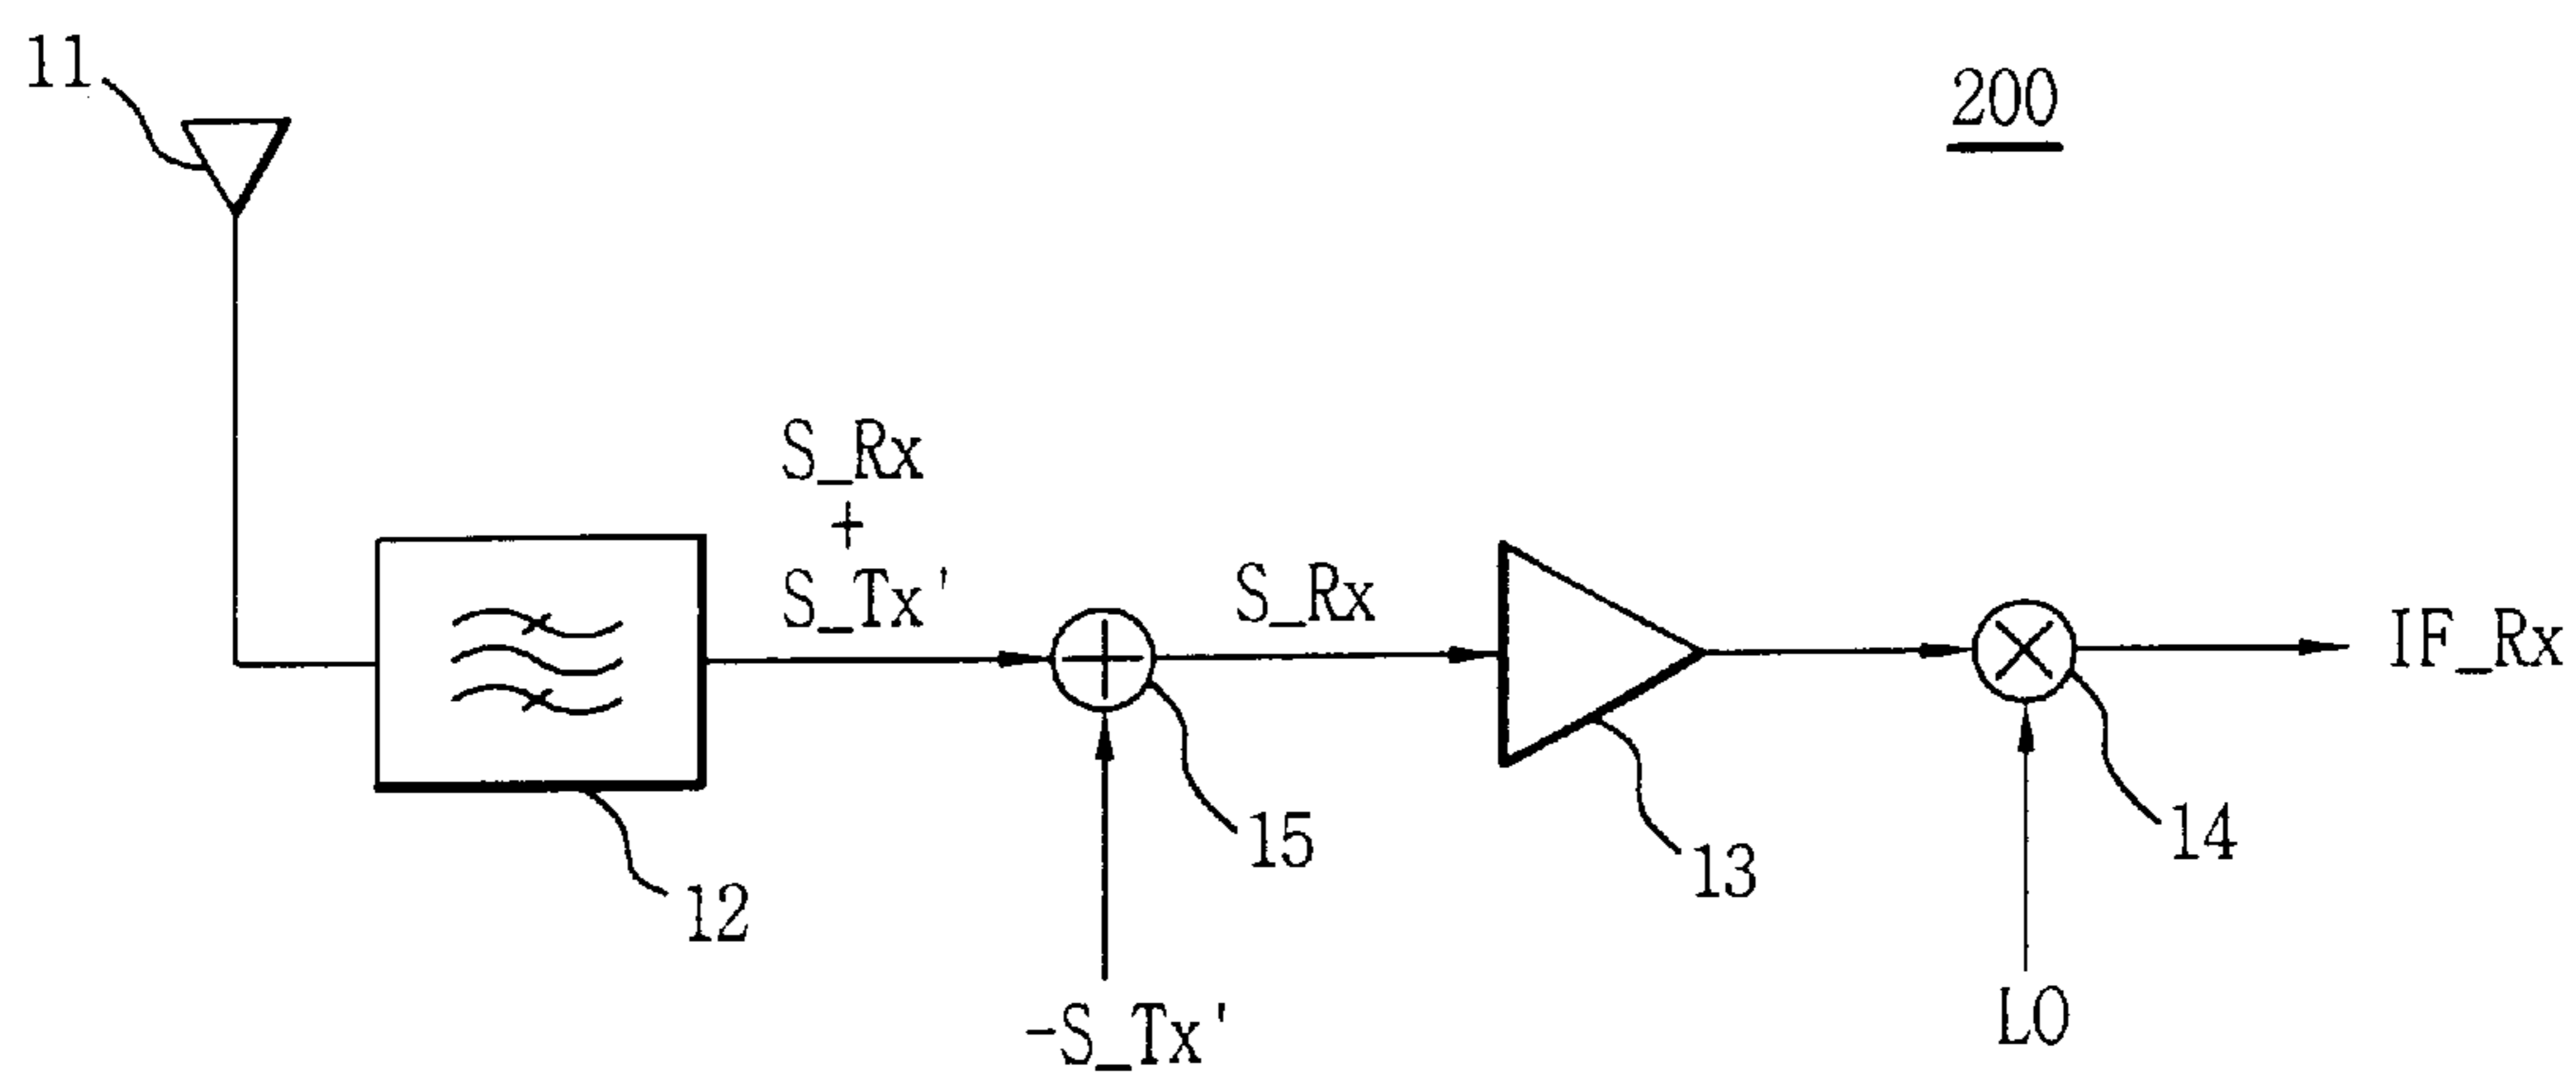 11
200
S_Rx
+
S_Tx'
S_Rx
IF_Rx
15
13
14
12
-S_Tx'
LO